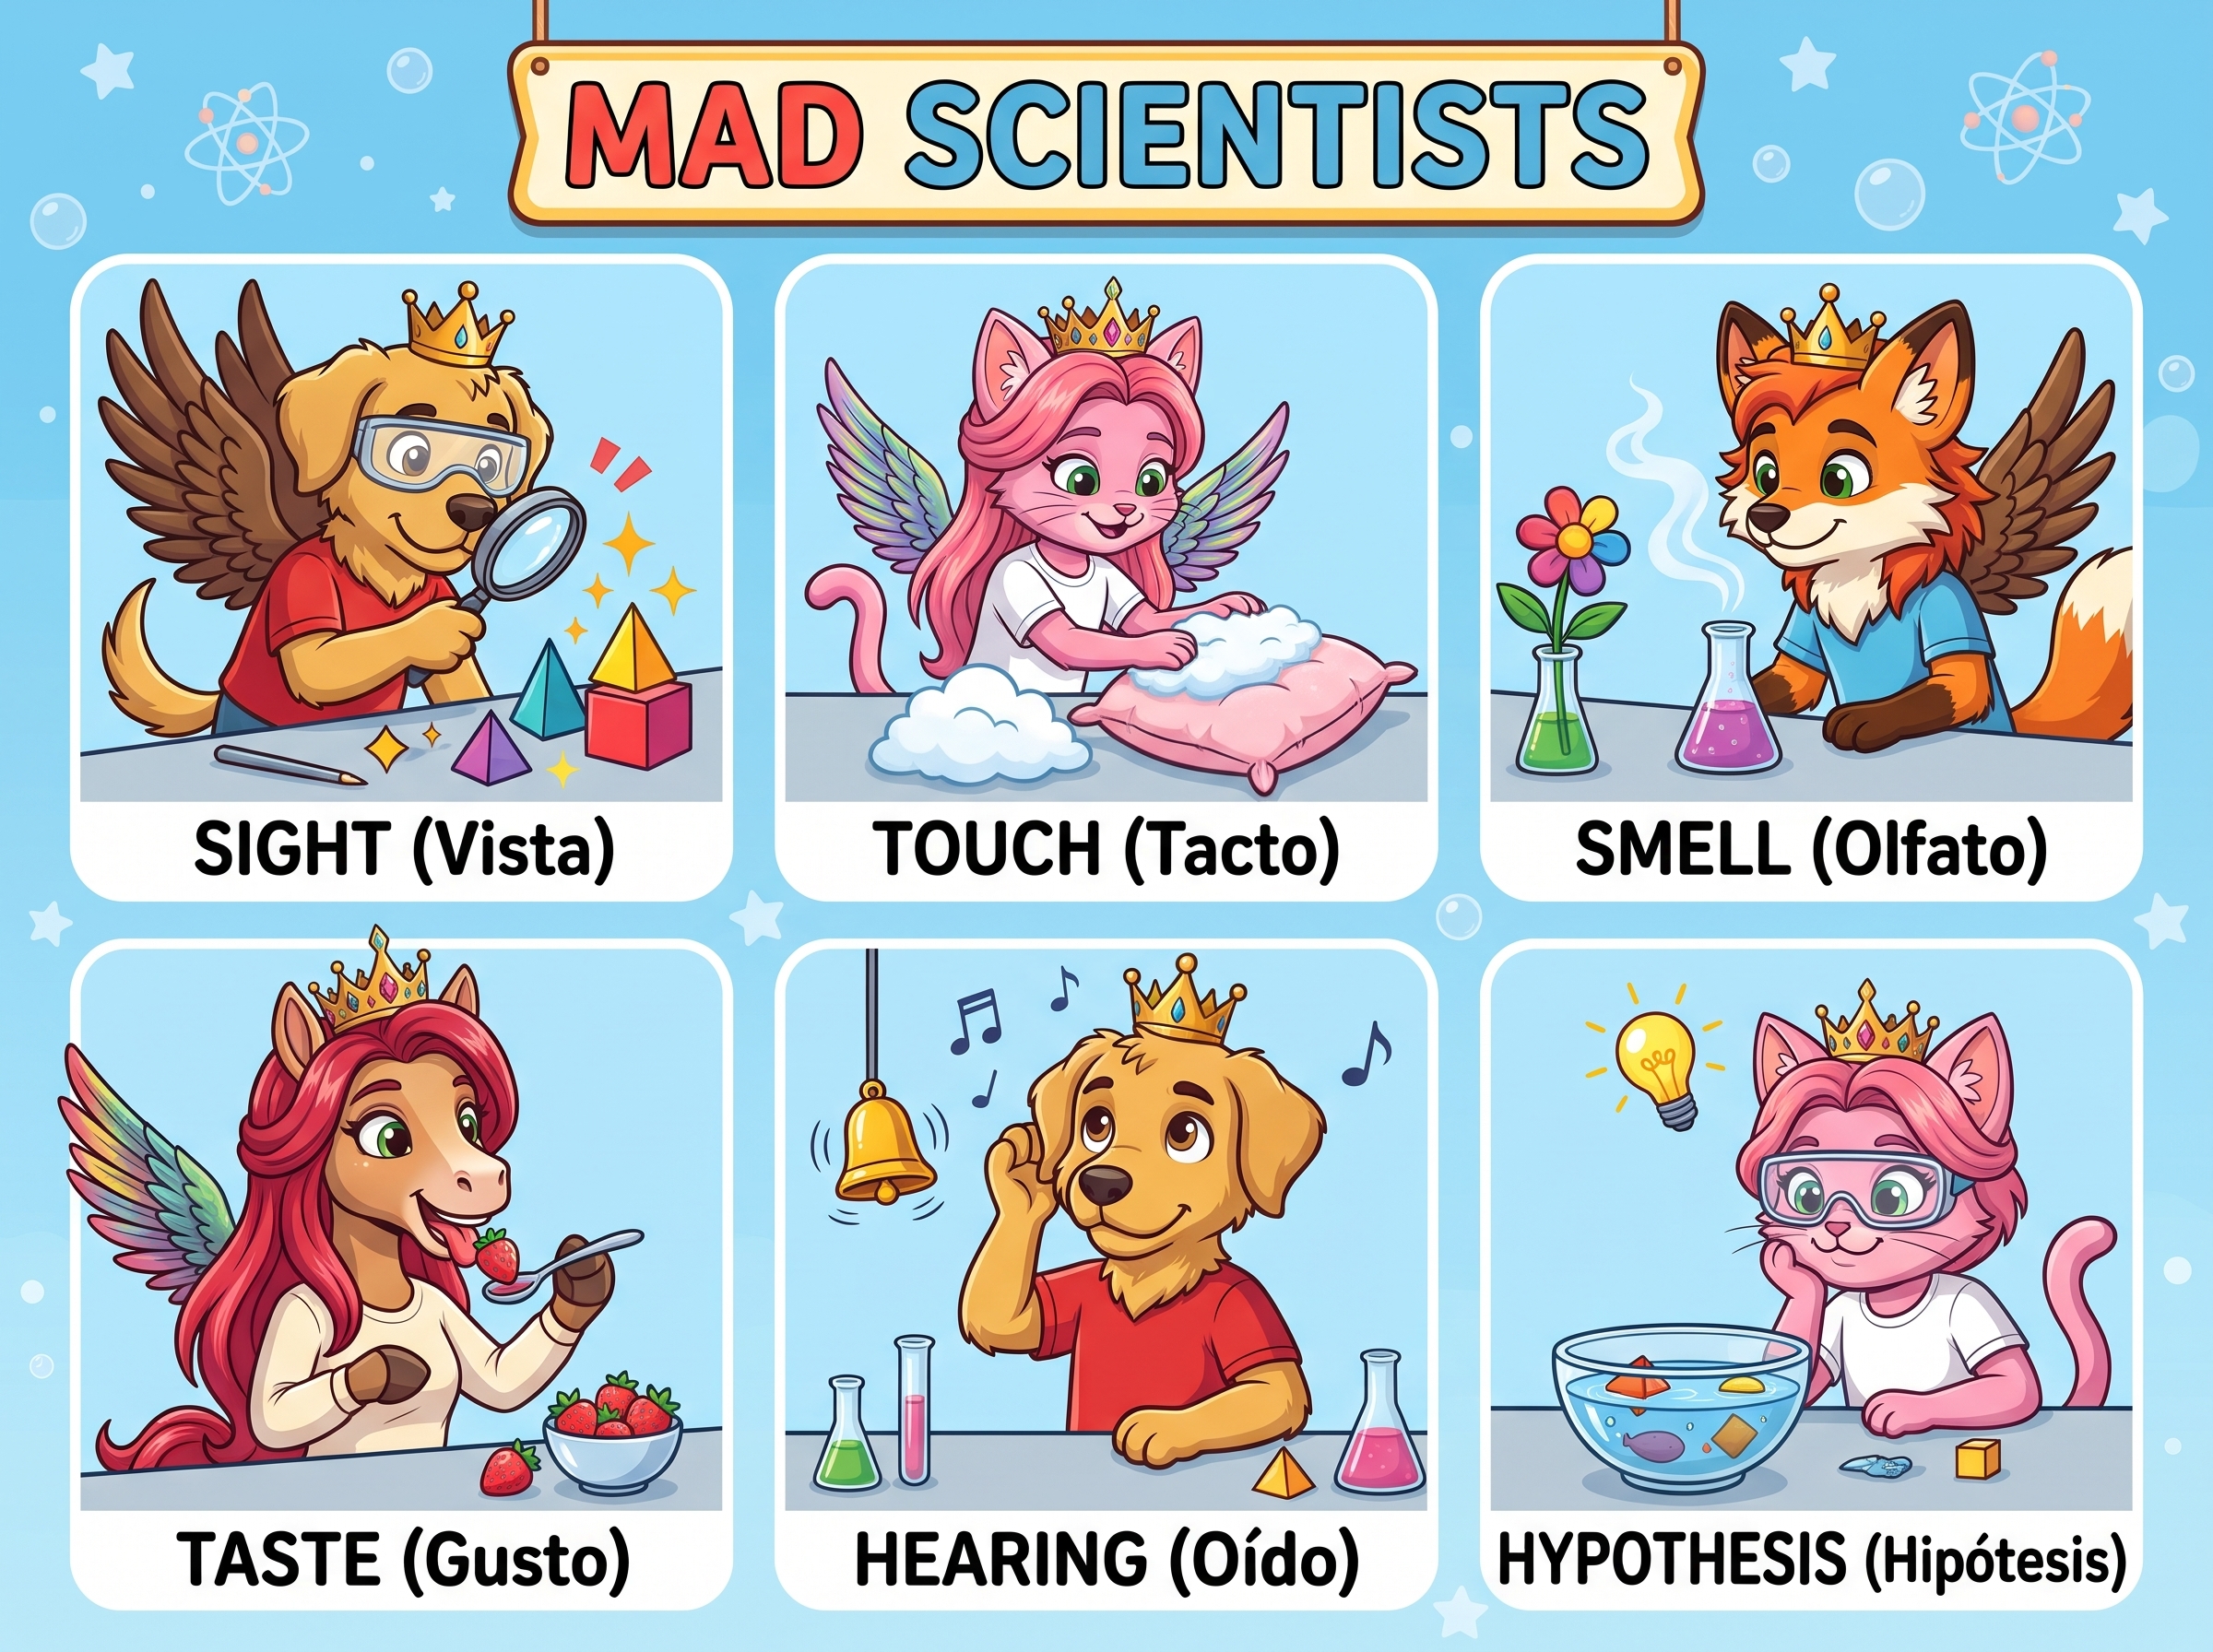 MAD SCIENTISTS
SIGHT (Vista)
TOUCH (Tacto)
SMELL (Olfato)
TASTE (Gusto)
HEARING (Oído)
HYPOTHESIS (Hipótesis)